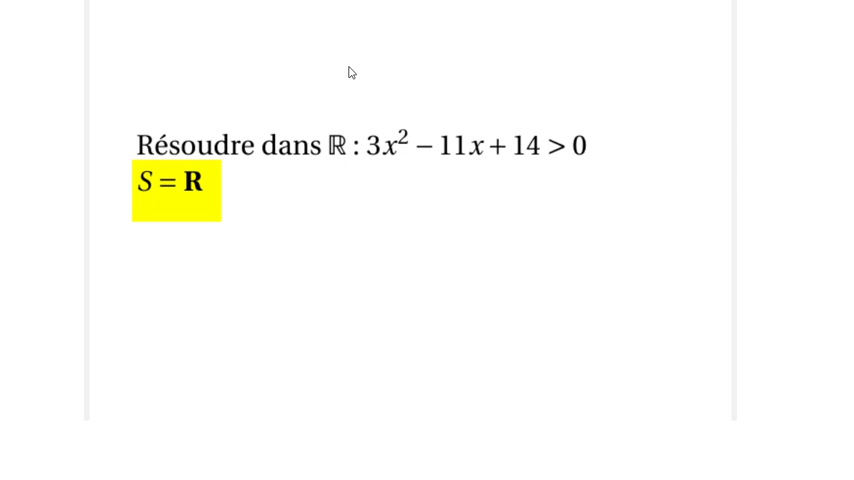 Résoudre dans ℝ : 3x² − 11x + 14 > 0
S = R